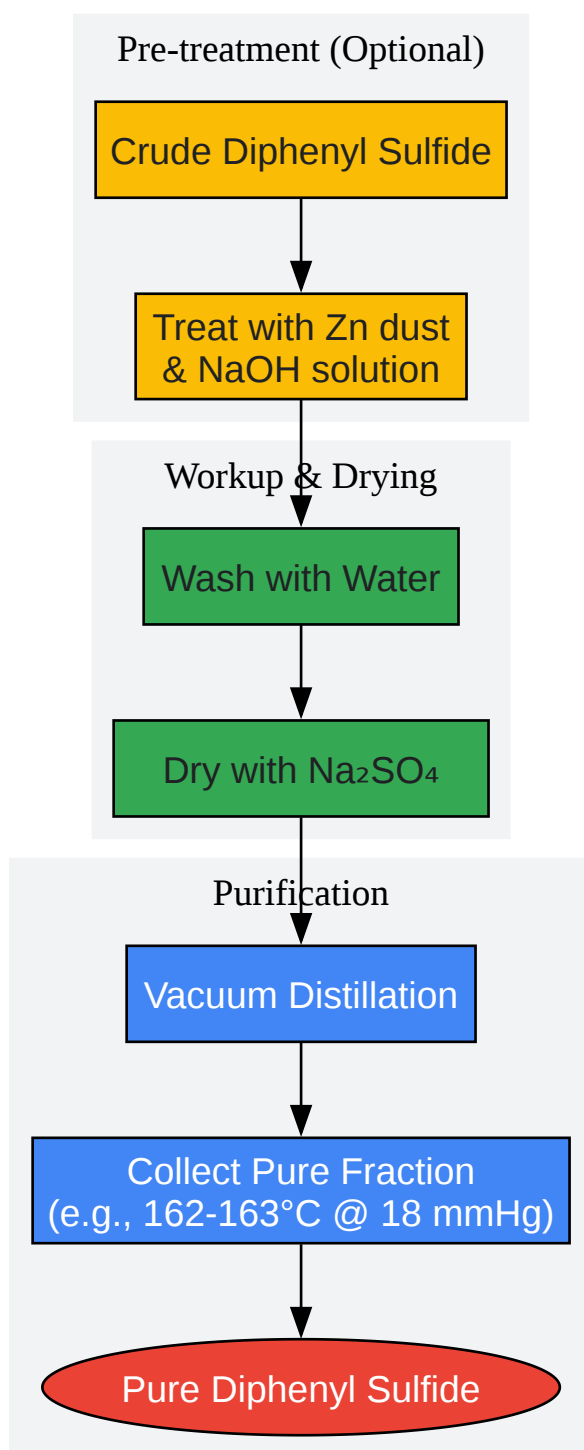 Pre-treatment (Optional)
Crude Diphenyl Sulfide
Treat with Zn dust
& NaOH solution
Workup & Drying
Wash with Water
Dry with Na₂SO₄
Purification
Vacuum Distillation
Collect Pure Fraction
(e.g., 162-163°C @ 18 mmHg)
Pure Diphenyl Sulfide